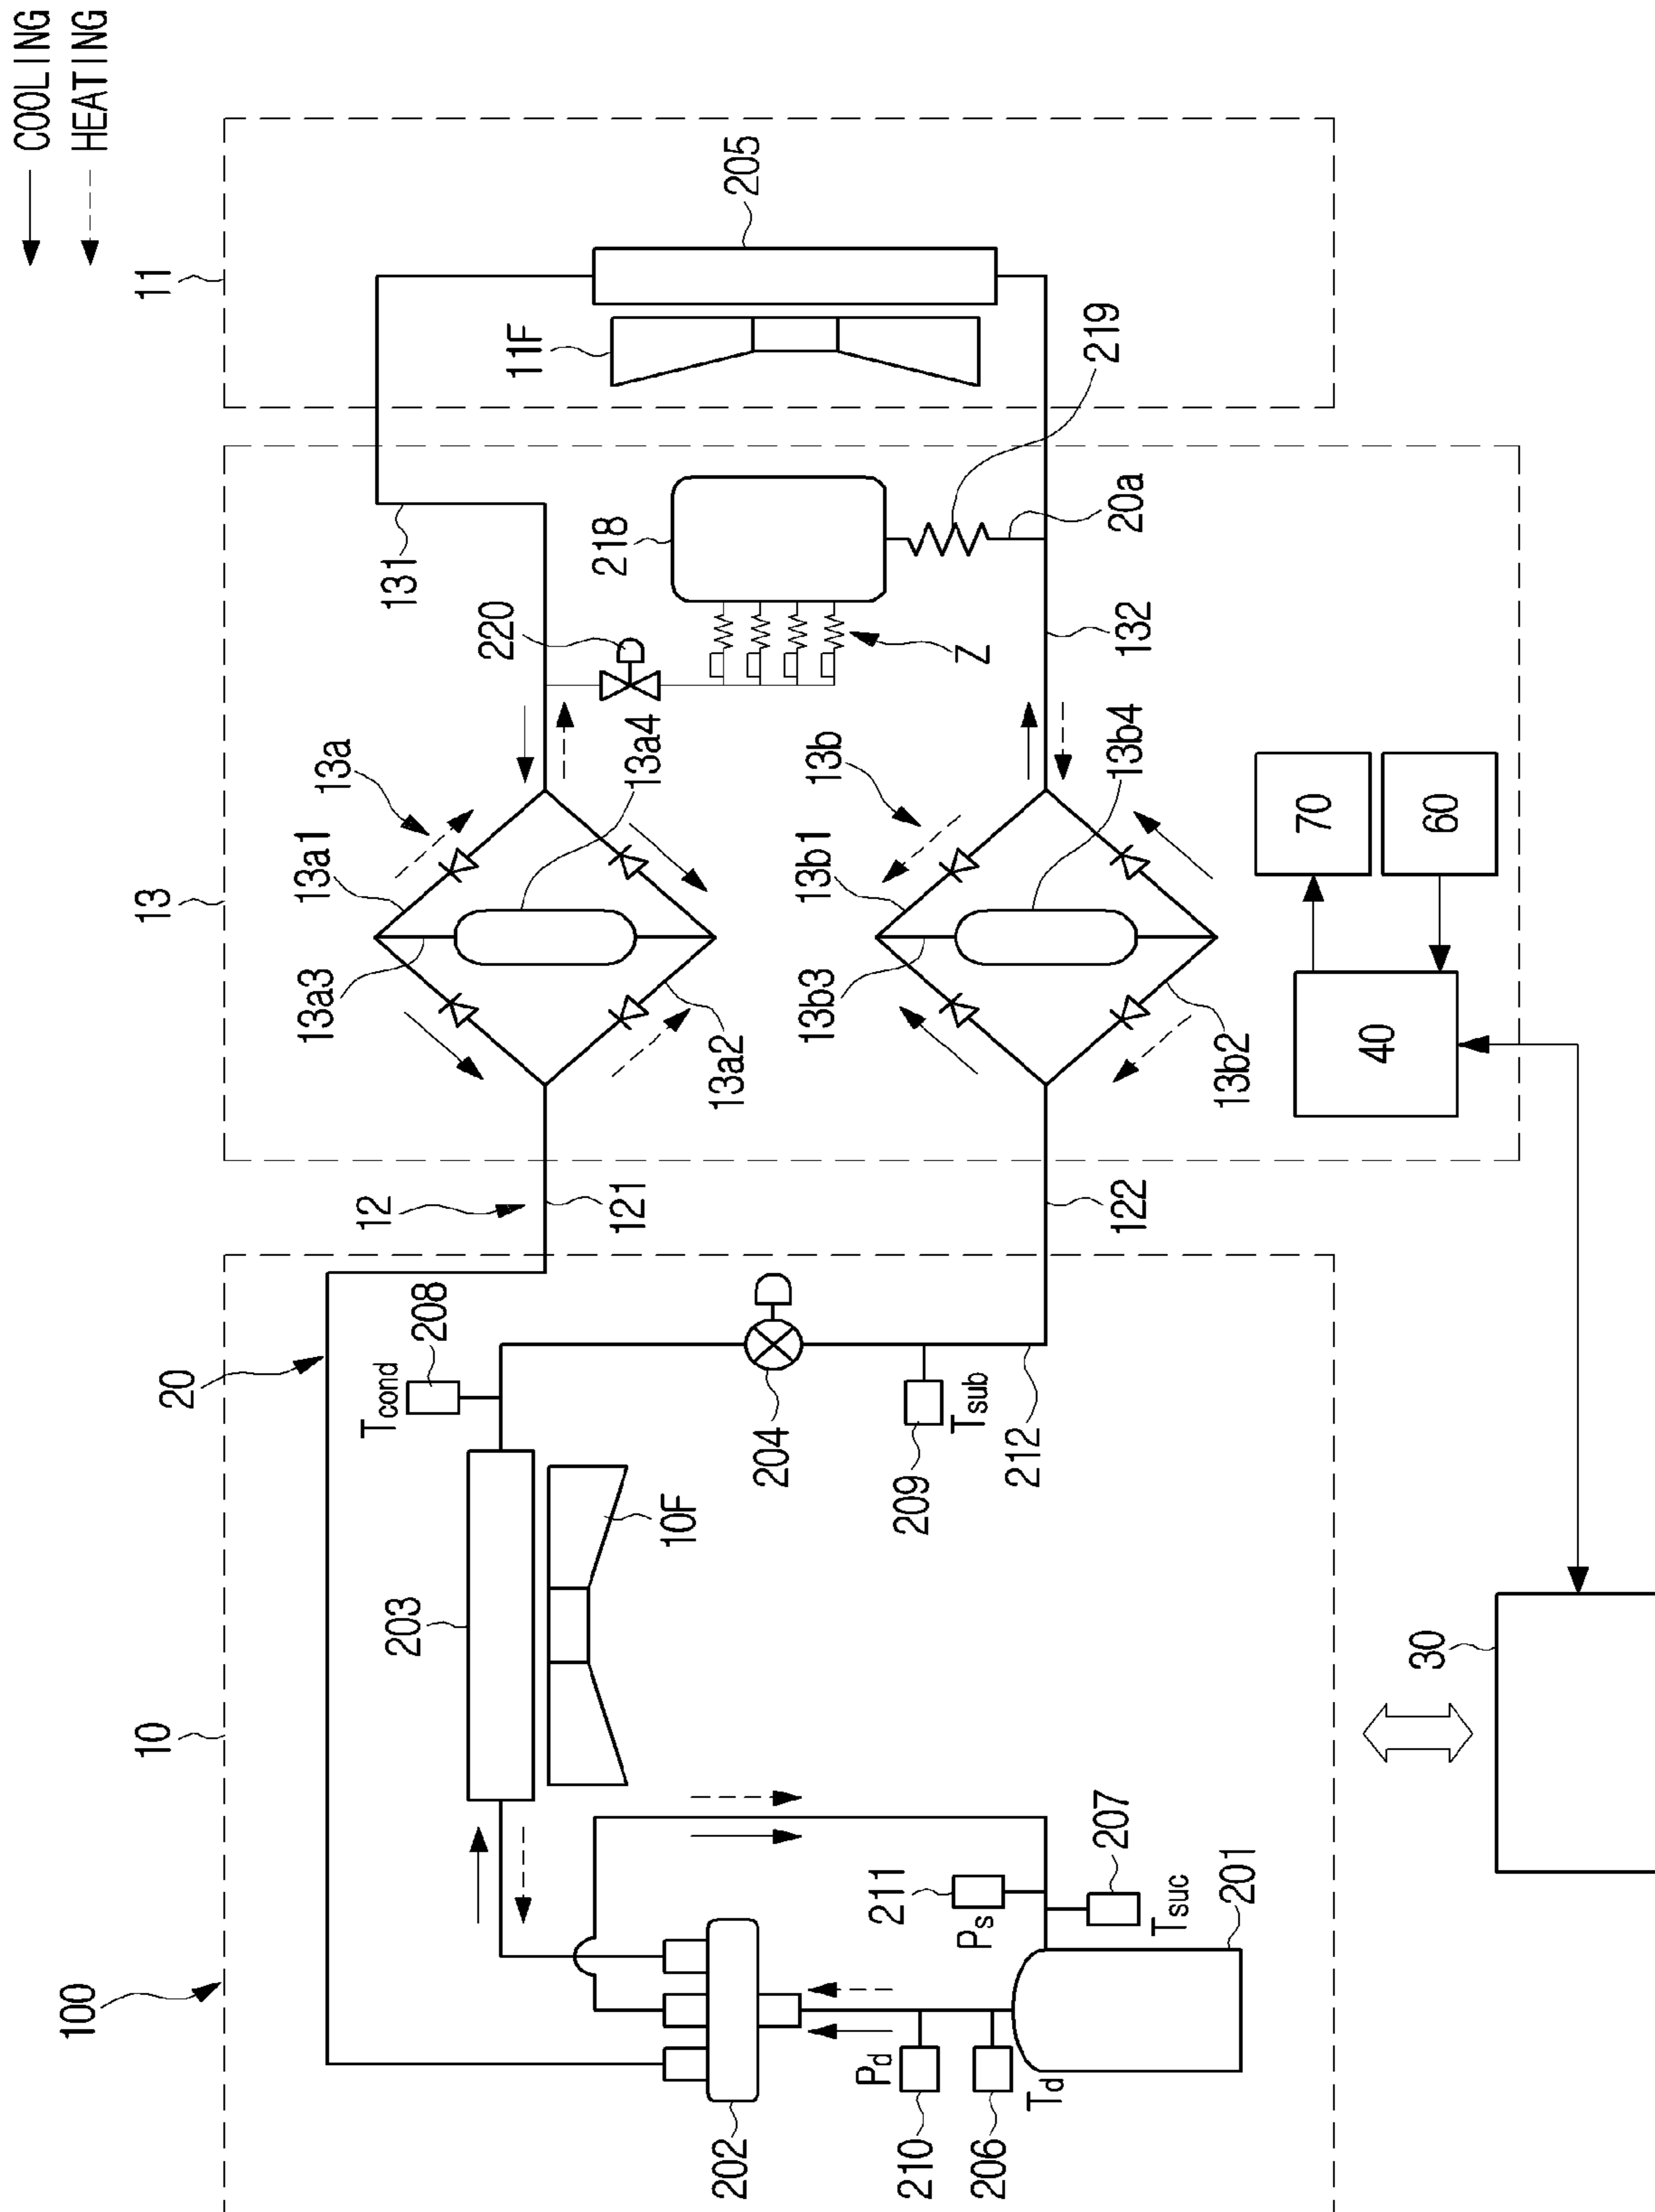 COOLING
HEATING
100
10
20
12
13
11
202
210
Pd
206
Td
201
207
Tsuc
211
Ps
203
10F
208
Tcond
204
209
Tsub
212
121
122
13a
13a1
13a2
13a3
13a4
13b
13b1
13b2
13b3
13b4
131
132
220
218
Z
219
20a
11F
205
40
60
70
30